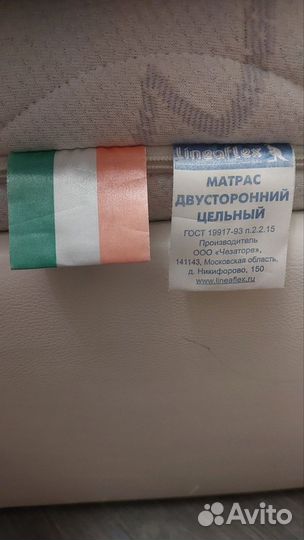 Lineaflex
МАТРАС
ДВУСТОРОННИЙ
ЦЕЛЬНЫЙ
ГОСТ 19917-93 п.2.2.15
Производитель
ООО «Чезаторе»,
141143, Московская область,
д. Никифорово, 150
www.lineaflex.ru
Avito